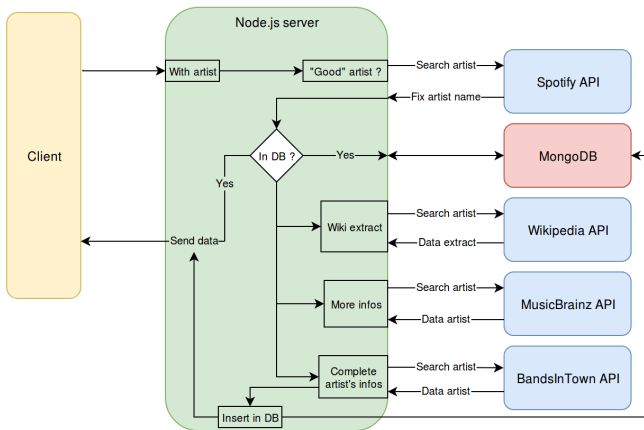 Node.js server
With artist
"Good" artist ?
Search artist
Spotify API
Fix artist name
Client
In DB ?
Yes
MongoDB
Yes
Wiki extract
Search artist
Wikipedia API
Data extract
Send data
More infos
Search artist
MusicBrainz API
Data artist
Complete
artist's infos
Search artist
BandsInTown API
Data artist
Insert in DB